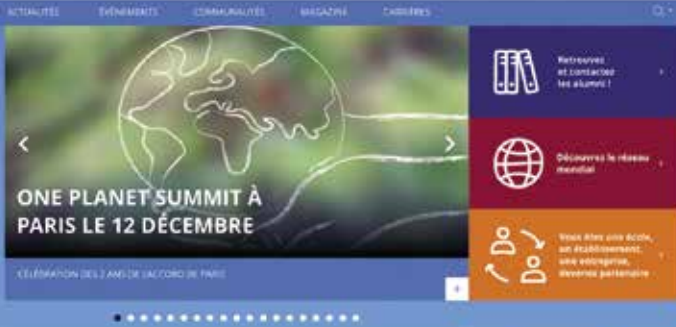 ACTUALITÉS ÉVÉNEMENTS COMMUNAUTÉS MAGAZINE CARRIÈRES
Retrouvez
et contactez
les alumni !
ONE PLANET SUMMIT À
PARIS LE 12 DÉCEMBRE
Découvrez le réseau
mondial
CÉLÉBRATION DES 2 ANS DE L'ACCORD DE PARIS
Vous êtes une école,
un établissement,
une entreprise,
devenez partenaire